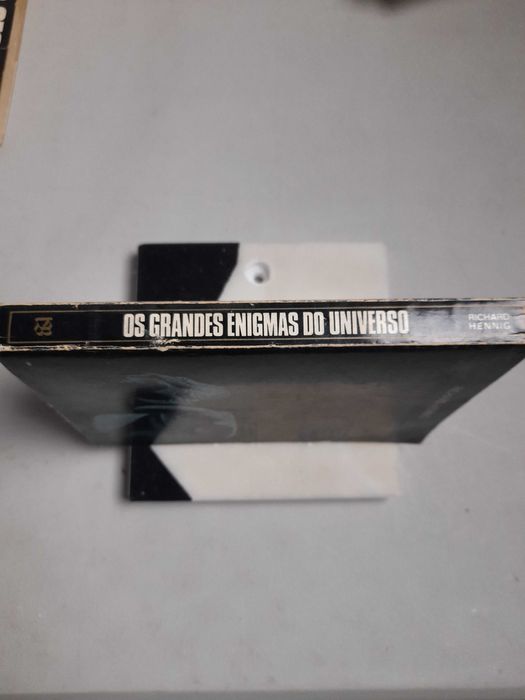 OS GRANDES ENIGMAS DO UNIVERSO
RICHARD
HENNIG